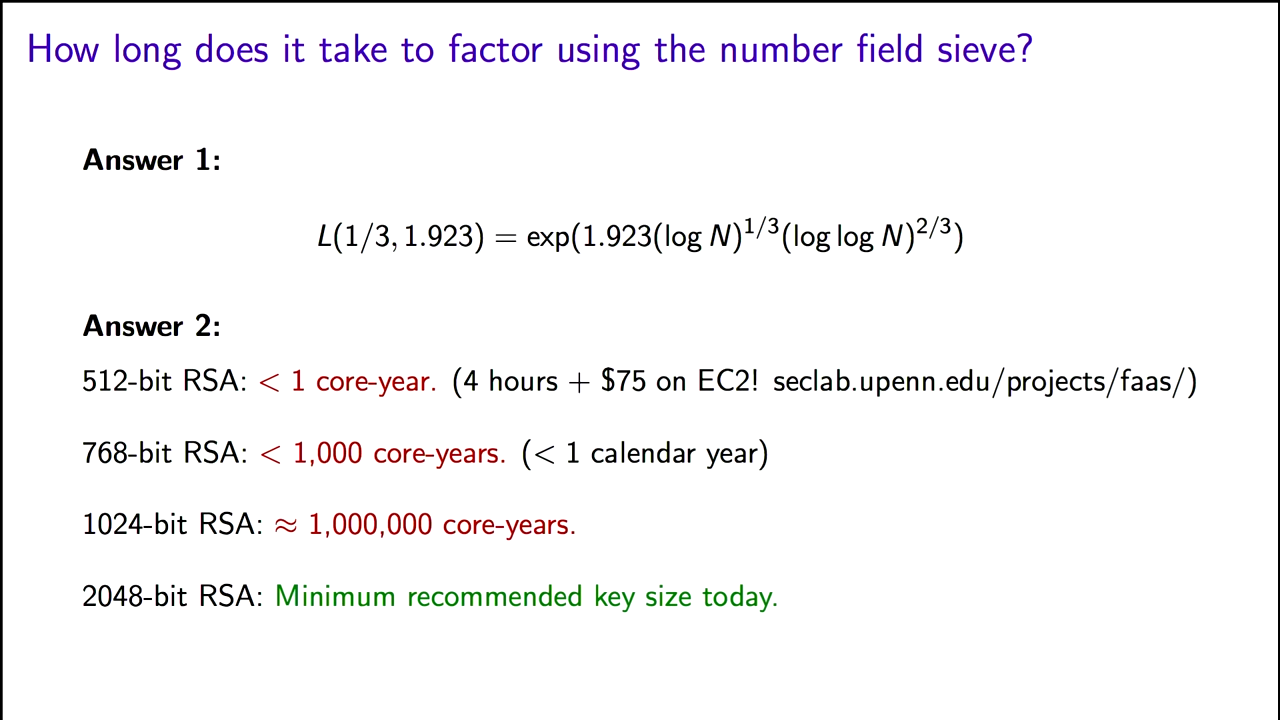 How long does it take to factor using the number field sieve?
Answer 1:
L(1/3, 1.923) = exp(1.923(log N)^{1/3}(log log N)^{2/3})
Answer 2:
512-bit RSA: < 1 core-year. (4 hours + $75 on EC2! seclab.upenn.edu/projects/faas/)
768-bit RSA: < 1,000 core-years. (< 1 calendar year)
1024-bit RSA: ≈ 1,000,000 core-years.
2048-bit RSA: Minimum recommended key size today.